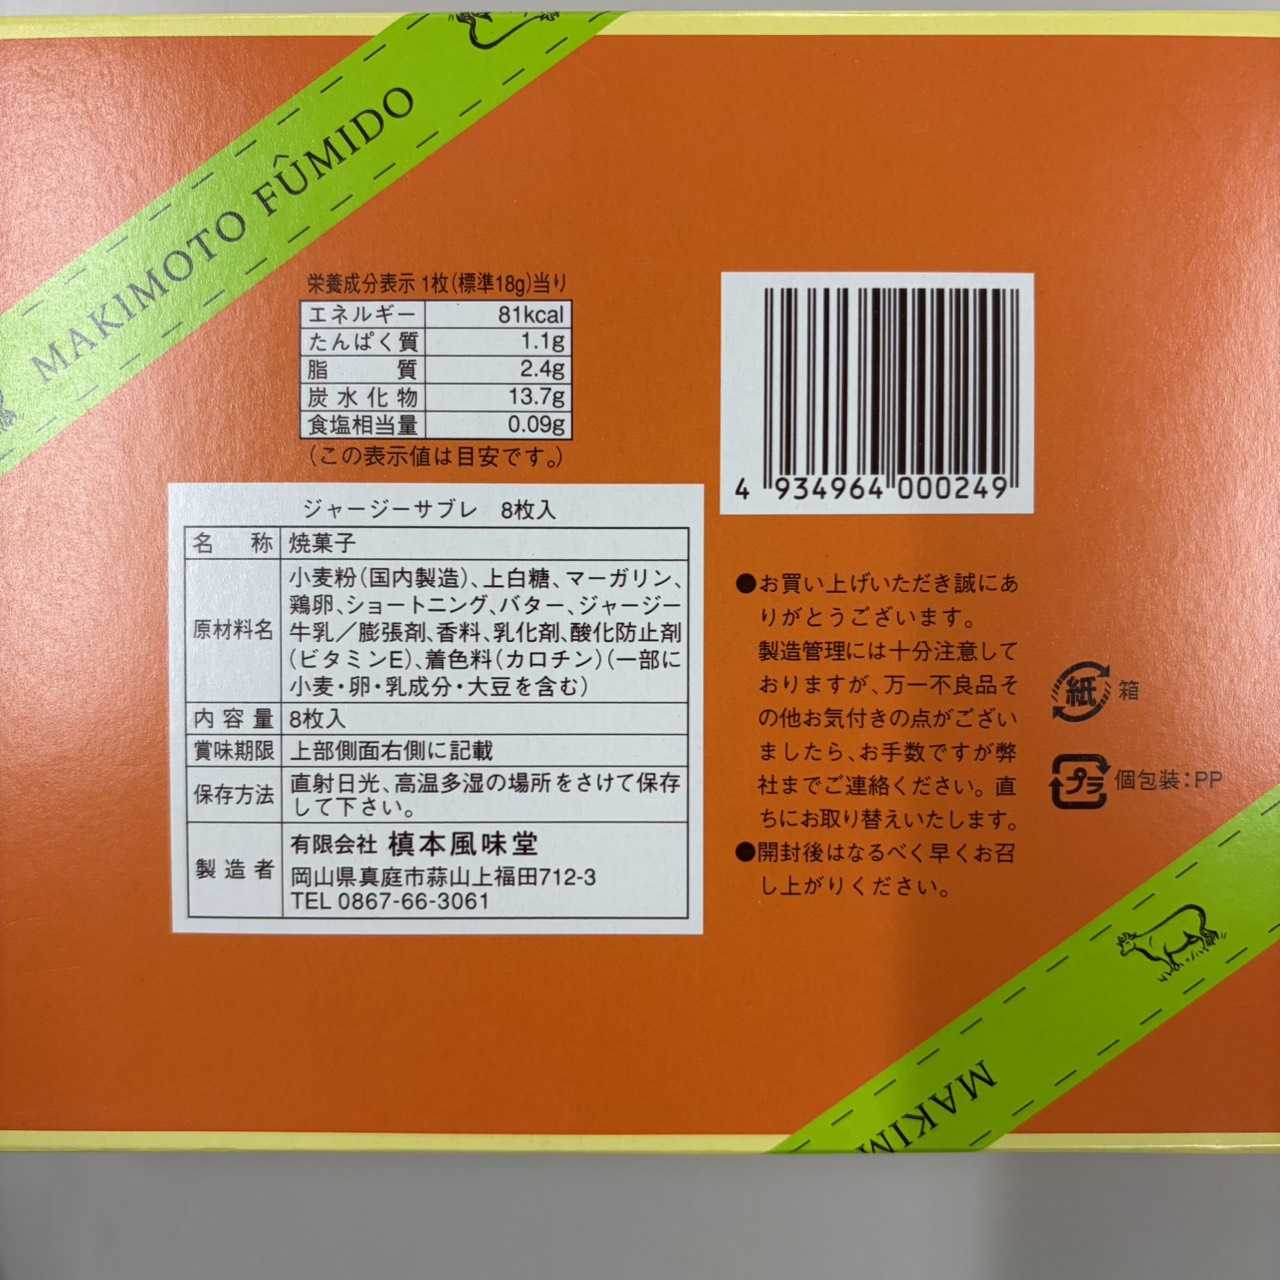 MAKIMOTO FÛMIDO
栄養成分表示 1枚(標準18g)当り
エネルギー 81kcal
たんぱく質 1.1g
脂質 2.4g
炭水化物 13.7g
食塩相当量 0.09g
(この表示値は目安です。)
4 934964 000249
ジャージーサブレ 8枚入
名称 焼菓子
原材料名
小麦粉(国内製造)、上白糖、マーガリン、
鶏卵、ショートニング、バター、ジャージー
牛乳/膨張剤、香料、乳化剤、酸化防止剤
(ビタミンE)、着色料(カロチン)(一部に
小麦・卵・乳成分・大豆を含む)
内容量 8枚入
賞味期限 上部側面右側に記載
保存方法
直射日光、高温多湿の場所をさけて保存
して下さい。
製造者
有限会社 槙本風味堂
岡山県真庭市蒜山上福田712-3
TEL 0867-66-3061
●お買い上げいただき誠にあ
りがとうございます。
製造管理には十分注意して
おりますが、万一不良品そ
の他お気付きの点がござい
ましたら、お手数ですが弊
社までご連絡ください。直
ちにお取り替えいたします。
●開封後はなるべく早くお召
し上がりください。
紙 箱
プラ 個包装:PP
MAKIM